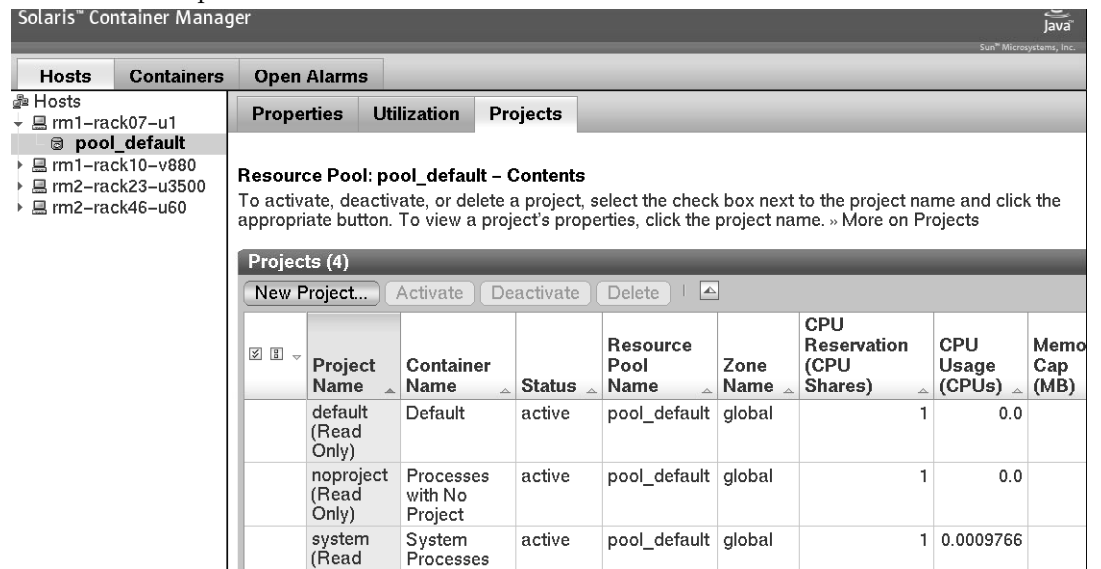 Solaris™ Container Manager
Java™
Sun™ Microsystems, Inc.
Hosts Containers Open Alarms
Hosts
rm1-rack07-u1
pool_default
rm1-rack10-v880
rm2-rack23-u3500
rm2-rack46-u60
Properties Utilization Projects
Resource Pool: pool_default – Contents
To activate, deactivate, or delete a project, select the check box next to the project name and click the
appropriate button. To view a project's properties, click the project name. » More on Projects
Projects (4)
New Project... Activate Deactivate Delete
Project Name Container Name Status Resource Pool Name Zone Name CPU Reservation (CPU Shares) CPU Usage (CPUs) Memo Cap (MB)
default (Read Only) Default active pool_default global 1 0.0
noproject (Read Only) Processes with No Project active pool_default global 1 0.0
system (Read System Processes active pool_default global 1 0.0009766